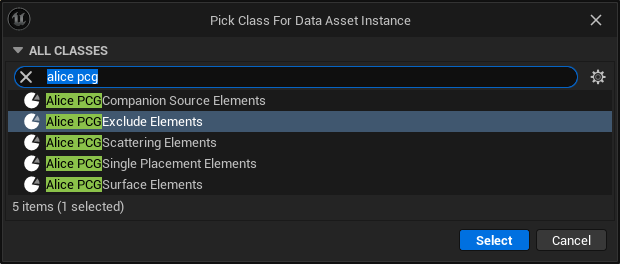 Pick Class For Data Asset Instance
ALL CLASSES
alice pcg
Alice PCGCompanion Source Elements
Alice PCGExclude Elements
Alice PCGScattering Elements
Alice PCGSingle Placement Elements
Alice PCGSurface Elements
5 items (1 selected)
Select Cancel